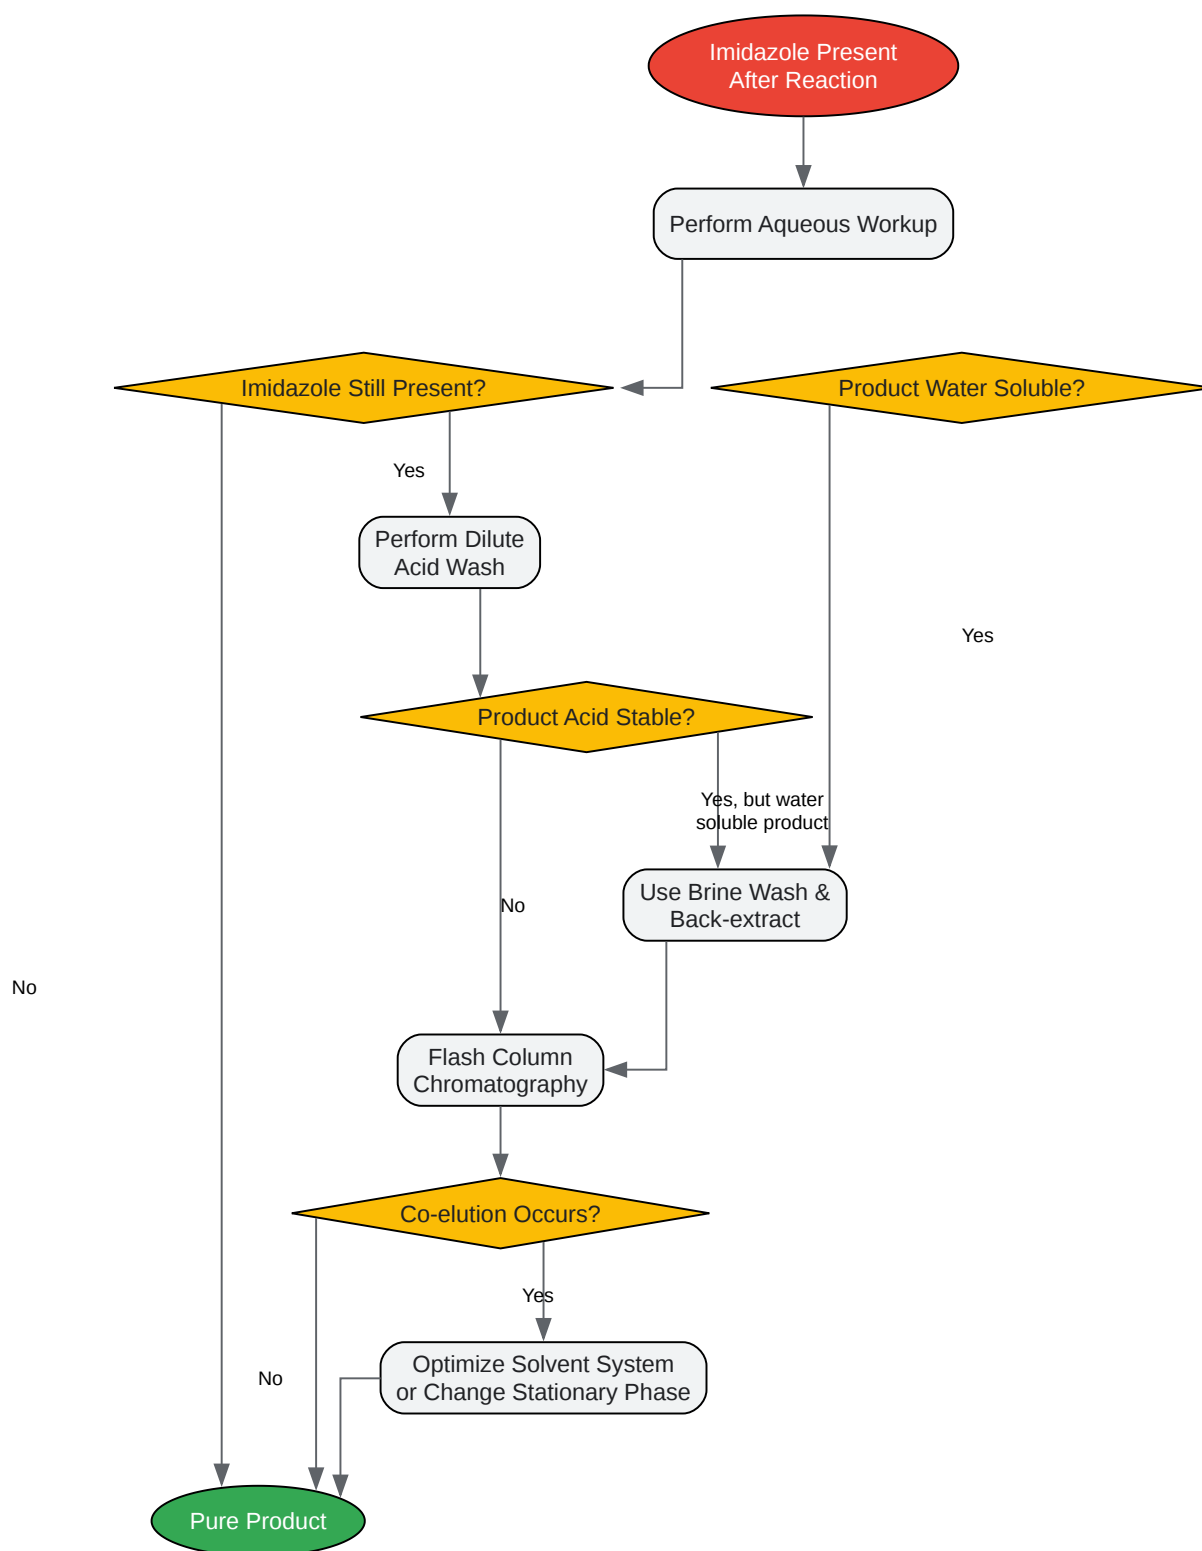 Imidazole Present
After Reaction
Perform Aqueous Workup
Imidazole Still Present?
Product Water Soluble?
Yes
Perform Dilute
Acid Wash
Yes
Product Acid Stable?
Yes, but water
soluble product
Use Brine Wash &
Back-extract
No
No
Flash Column
Chromatography
Co-elution Occurs?
Yes
Optimize Solvent System
or Change Stationary Phase
No
Pure Product